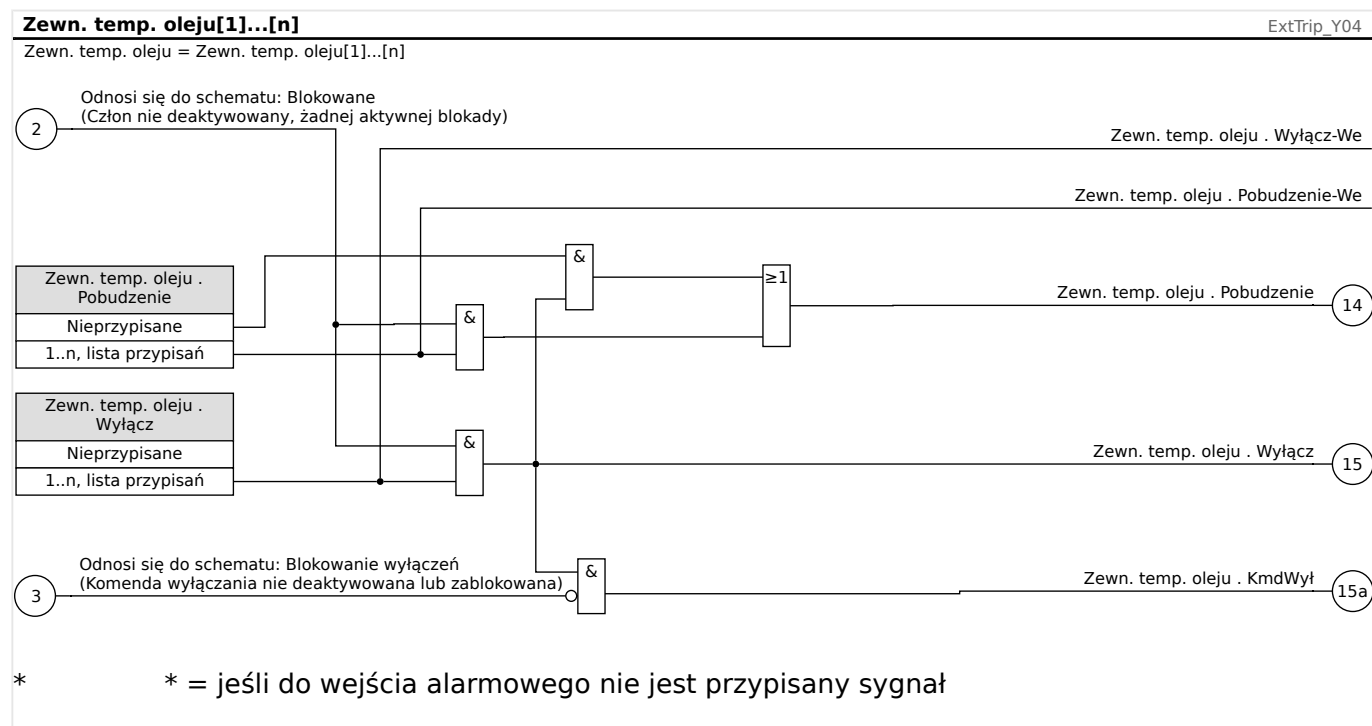 Zewn. temp. oleju[1]...[n]
ExtTrip_Y04
Zewn. temp. oleju = Zewn. temp. oleju[1]...[n]
Odnosi się do schematu: Blokowane
(Człon nie deaktywowany, żadnej aktywnej blokady)
2
Zewn. temp. oleju . Wyłącz-We
Zewn. temp. oleju . Pobudzenie-We
&
Zewn. temp. oleju .
Pobudzenie
Nieprzypisane
1..n, lista przypisań
≥1
Zewn. temp. oleju . Pobudzenie
14
&
Zewn. temp. oleju .
Wyłącz
Nieprzypisane
1..n, lista przypisań
&
Zewn. temp. oleju . Wyłącz
15
Odnosi się do schematu: Blokowanie wyłączeń
(Komenda wyłączania nie deaktywowana lub zablokowana)
3
&
Zewn. temp. oleju . KmdWył
15a
* * = jeśli do wejścia alarmowego nie jest przypisany sygnał